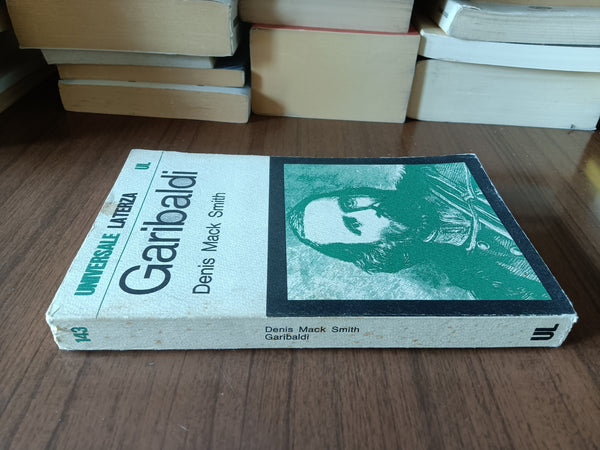 UNIVERSALE LATERZA UL
Garibaldi
Denis Mack Smith
143
Denis Mack Smith
Garibaldi
UL